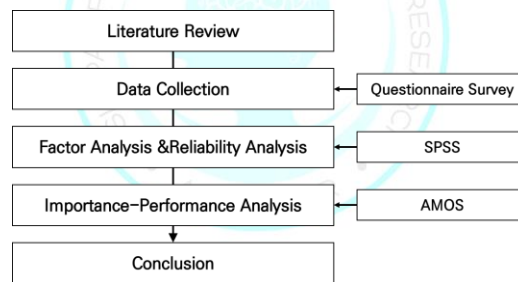 Literature Review
Data Collection
Questionnaire Survey
Factor Analysis &Reliability Analysis
SPSS
Importance-Performance Analysis
AMOS
Conclusion